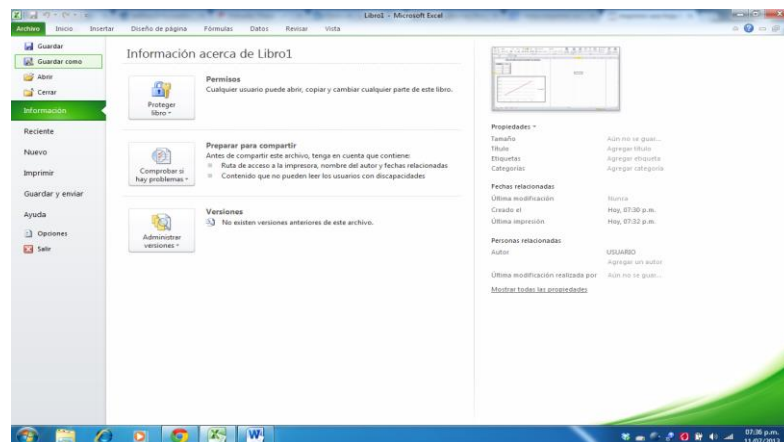 Libro1 - Microsoft Excel
Archivo Inicio Insertar Diseño de página Fórmulas Datos Revisar Vista
Guardar
Guardar como
Abrir
Cerrar
Información
Reciente
Nuevo
Imprimir
Guardar y enviar
Ayuda
Opciones
Salir
Información acerca de Libro1
Proteger
libro
Permisos
Cualquier usuario puede abrir, copiar y cambiar cualquier parte de este libro.
Comprobar si
hay problemas
Preparar para compartir
Antes de compartir este archivo, tenga en cuenta que contiene:
Ruta de acceso a la impresora, nombre del autor y fechas relacionadas
Contenido que no pueden leer los usuarios con discapacidades
Administrar
versiones
Versiones
No existen versiones anteriores de este archivo.
Propiedades
Tamaño Aún no se guar...
Título Agregar título
Etiquetas Agregar etiqueta
Categorías Agregar categoría
Fechas relacionadas
Última modificación Nunca
Creado el Hoy, 07:30 p.m.
Última impresión Hoy, 07:32 p.m.
Personas relacionadas
Autor USUARIO
Agregar un autor
Última modificación realizada por Aún no se guar...
Mostrar todas las propiedades
07:36 p.m.